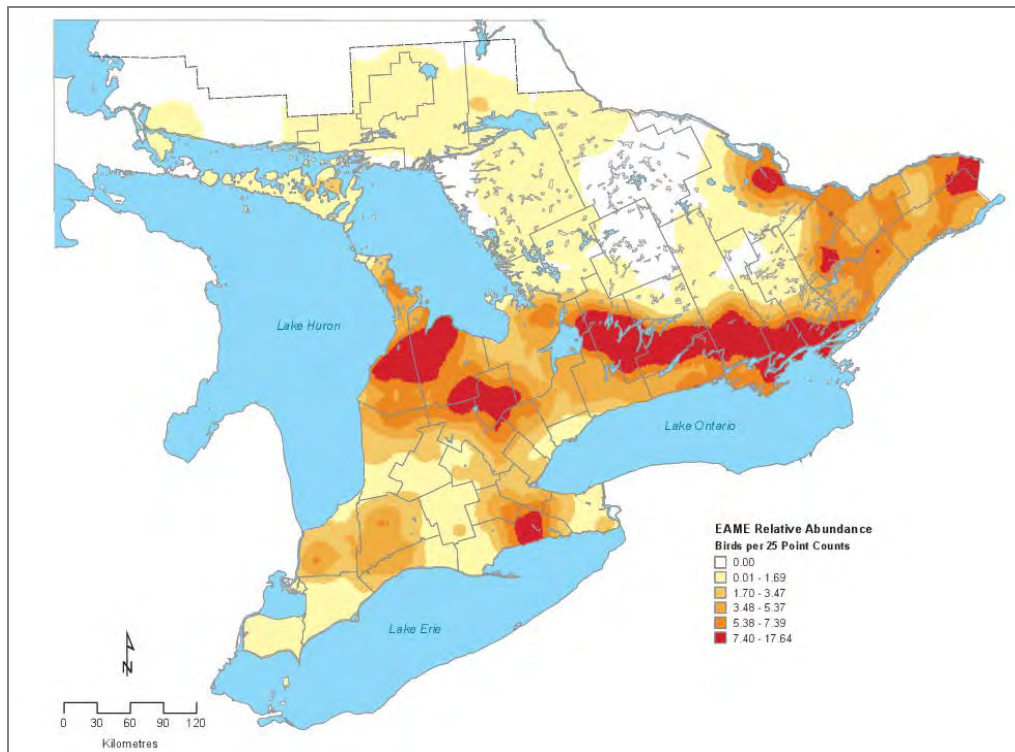 Lake Huron
Lake Ontario
EAME Relative Abundance
Birds per 25 Point Counts
0.00
0.01 - 1.69
1.70 - 3.47
3.48 - 5.37
5.38 - 7.39
7.40 - 17.64
Lake Erie
N
0 30 60 90 120
Kilometres